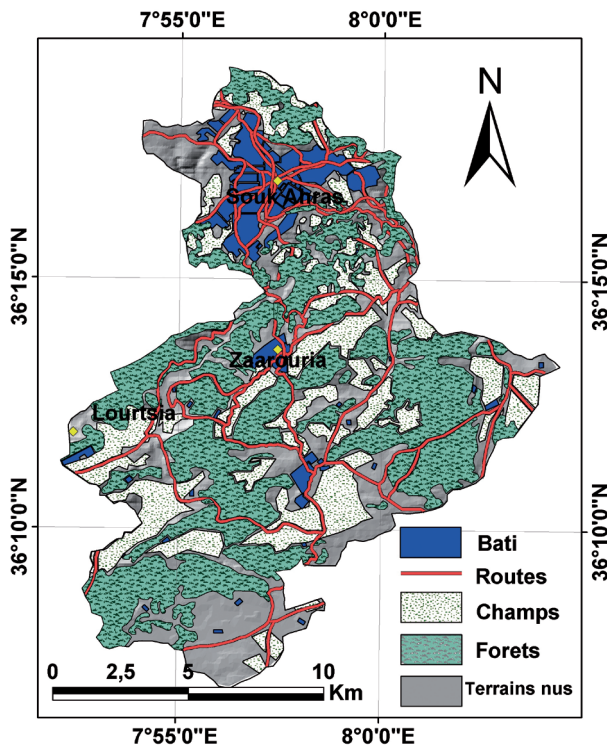 7°55'0"E 8°0'0"E
N
Souk Ahras
36°15'0"N 36°15'0"N
Zaarouria
Lourtsia
36°10'0"N 36°10'0"N
Bati
Routes
Champs
Forets
Terrains nus
0 2,5 5 10
Km
7°55'0"E 8°0'0"E